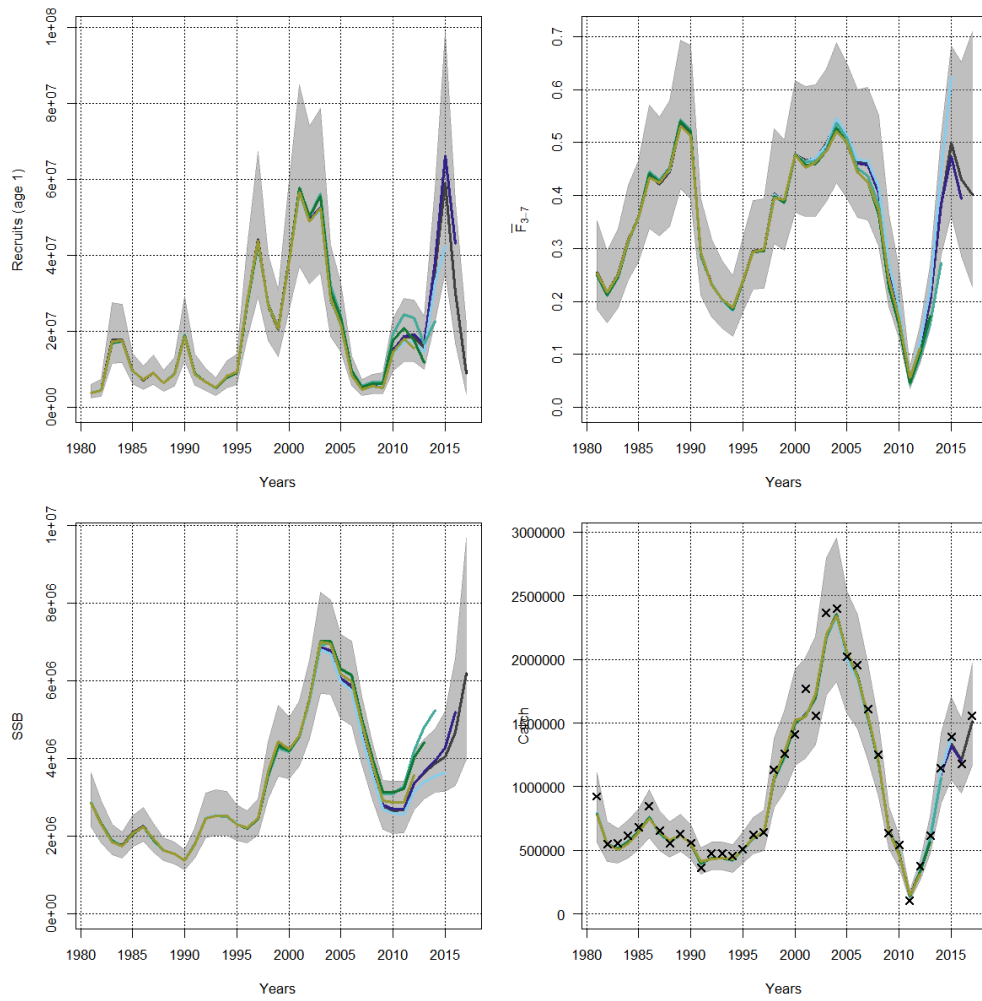 Recruits (age 1)
0e+00 2e+07 4e+07 6e+07 8e+07 1e+08
1980 1985 1990 1995 2000 2005 2010 2015
Years
F̅3−7
0.0 0.1 0.2 0.3 0.4 0.5 0.6 0.7
1980 1985 1990 1995 2000 2005 2010 2015
Years
SSB
0e+00 2e+06 4e+06 6e+06 8e+06 1e+07
1980 1985 1990 1995 2000 2005 2010 2015
Years
Catch
3000000
2500000
2000000
1500000
1000000
500000
0
1980 1985 1990 1995 2000 2005 2010 2015
Years